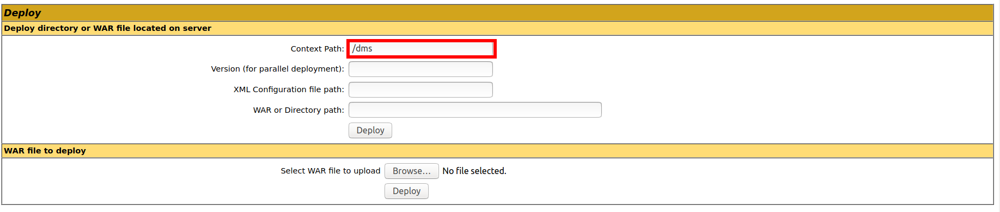 Deploy
Deploy directory or WAR file located on server
Context Path: /dms
Version (for parallel deployment):
XML Configuration file path:
WAR or Directory path:
Deploy
WAR file to deploy
Select WAR file to upload Browse... No file selected.
Deploy